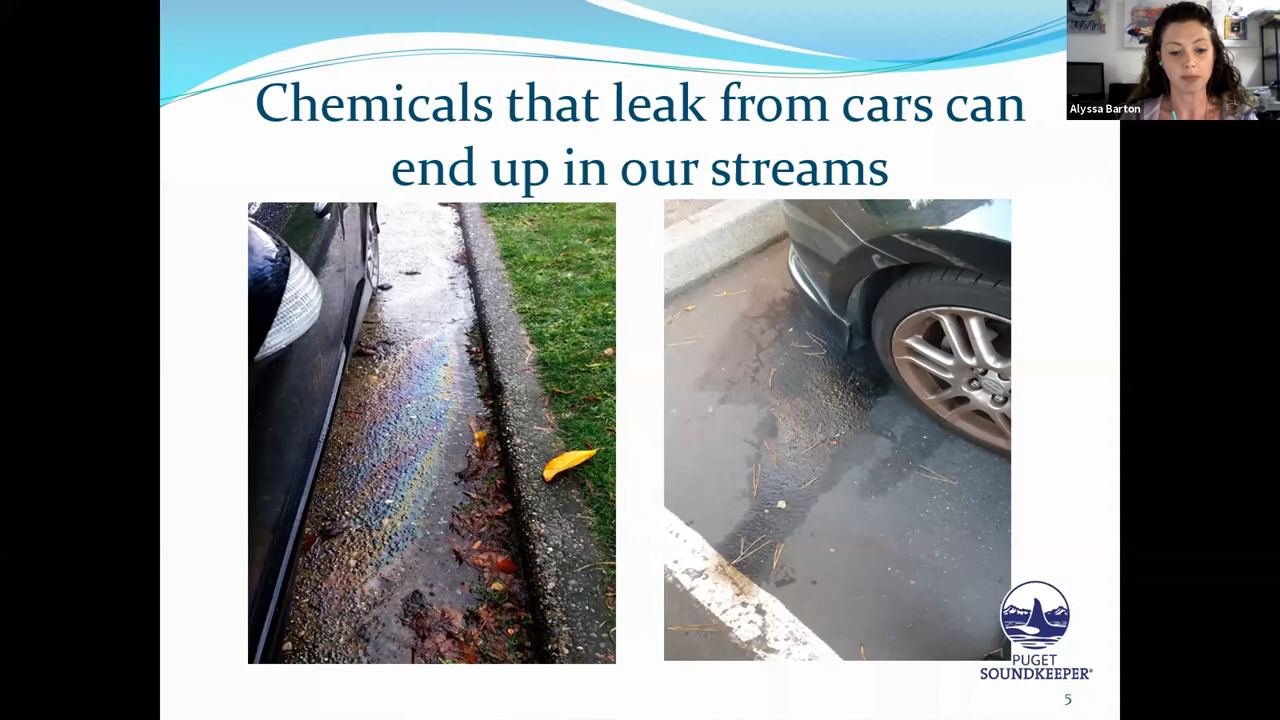 Chemicals that leak from cars can
end up in our streams
Alyssa Barton
PUGET
SOUNDKEEPER®
5